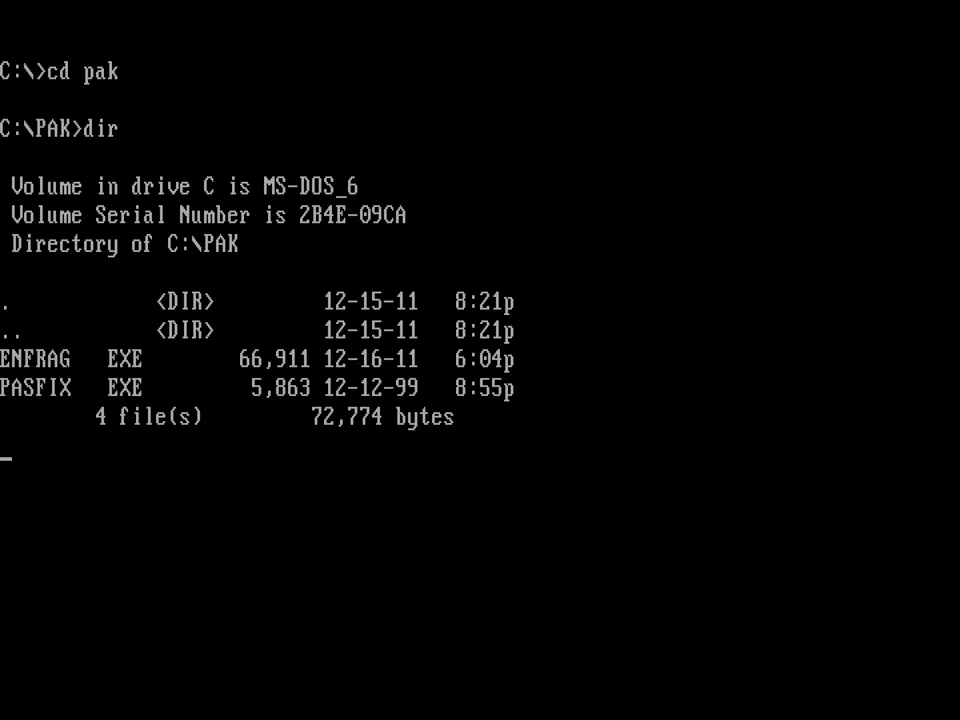 C:\>cd pak
C:\PAK>dir
Volume in drive C is MS-DOS_6
Volume Serial Number is 2B4E-09CA
Directory of C:\PAK
. <DIR> 12-15-11 8:21p
.. <DIR> 12-15-11 8:21p
ENFRAG EXE 66,911 12-16-11 6:04p
PASFIX EXE 5,863 12-12-99 8:55p
4 file(s) 72,774 bytes